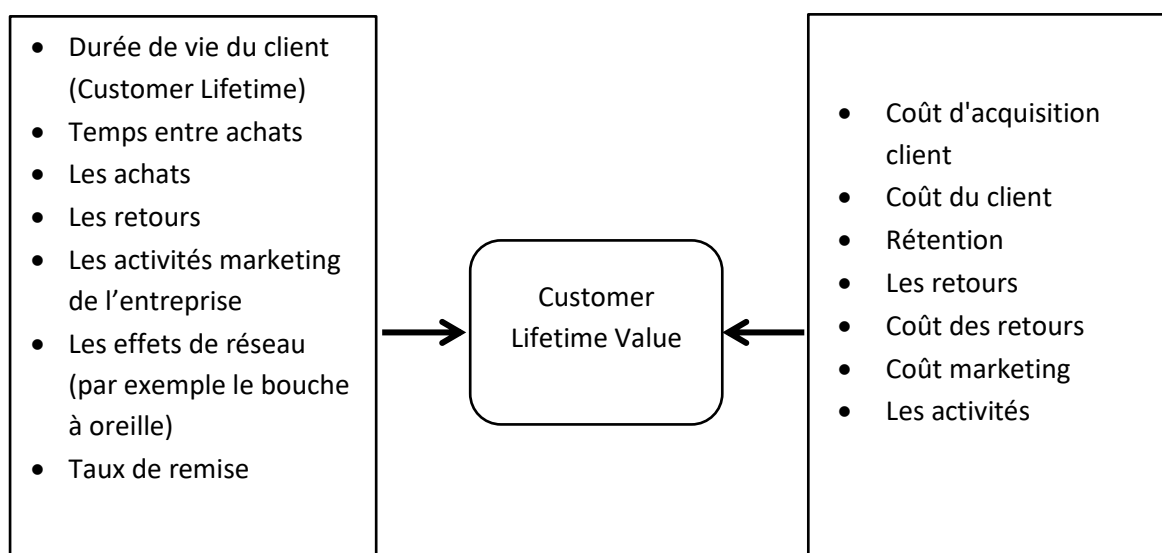 • Durée de vie du client
(Customer Lifetime)
• Temps entre achats
• Les achats
• Les retours
• Les activités marketing
de l’entreprise
• Les effets de réseau
(par exemple le bouche
à oreille)
• Taux de remise
Customer
Lifetime Value
• Coût d'acquisition
client
• Coût du client
• Rétention
• Les retours
• Coût des retours
• Coût marketing
• Les activités